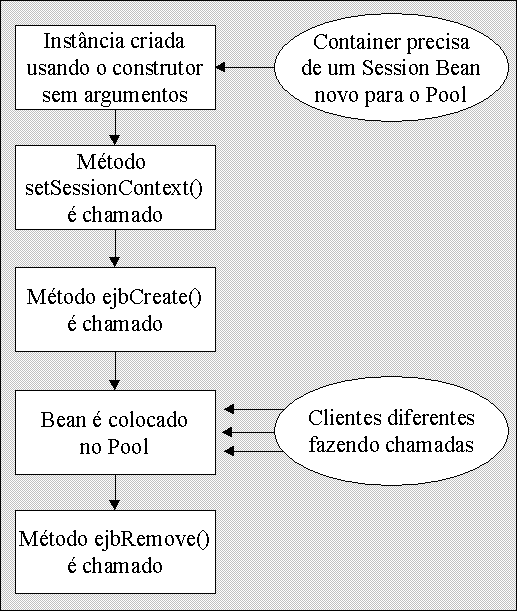 Instância criada
usando o construtor
sem argumentos
Container precisa
de um Session Bean
novo para o Pool
Método
setSessionContext()
é chamado
Método ejbCreate()
é chamado
Bean é colocado
no Pool
Clientes diferentes
fazendo chamadas
Método ejbRemove()
é chamado